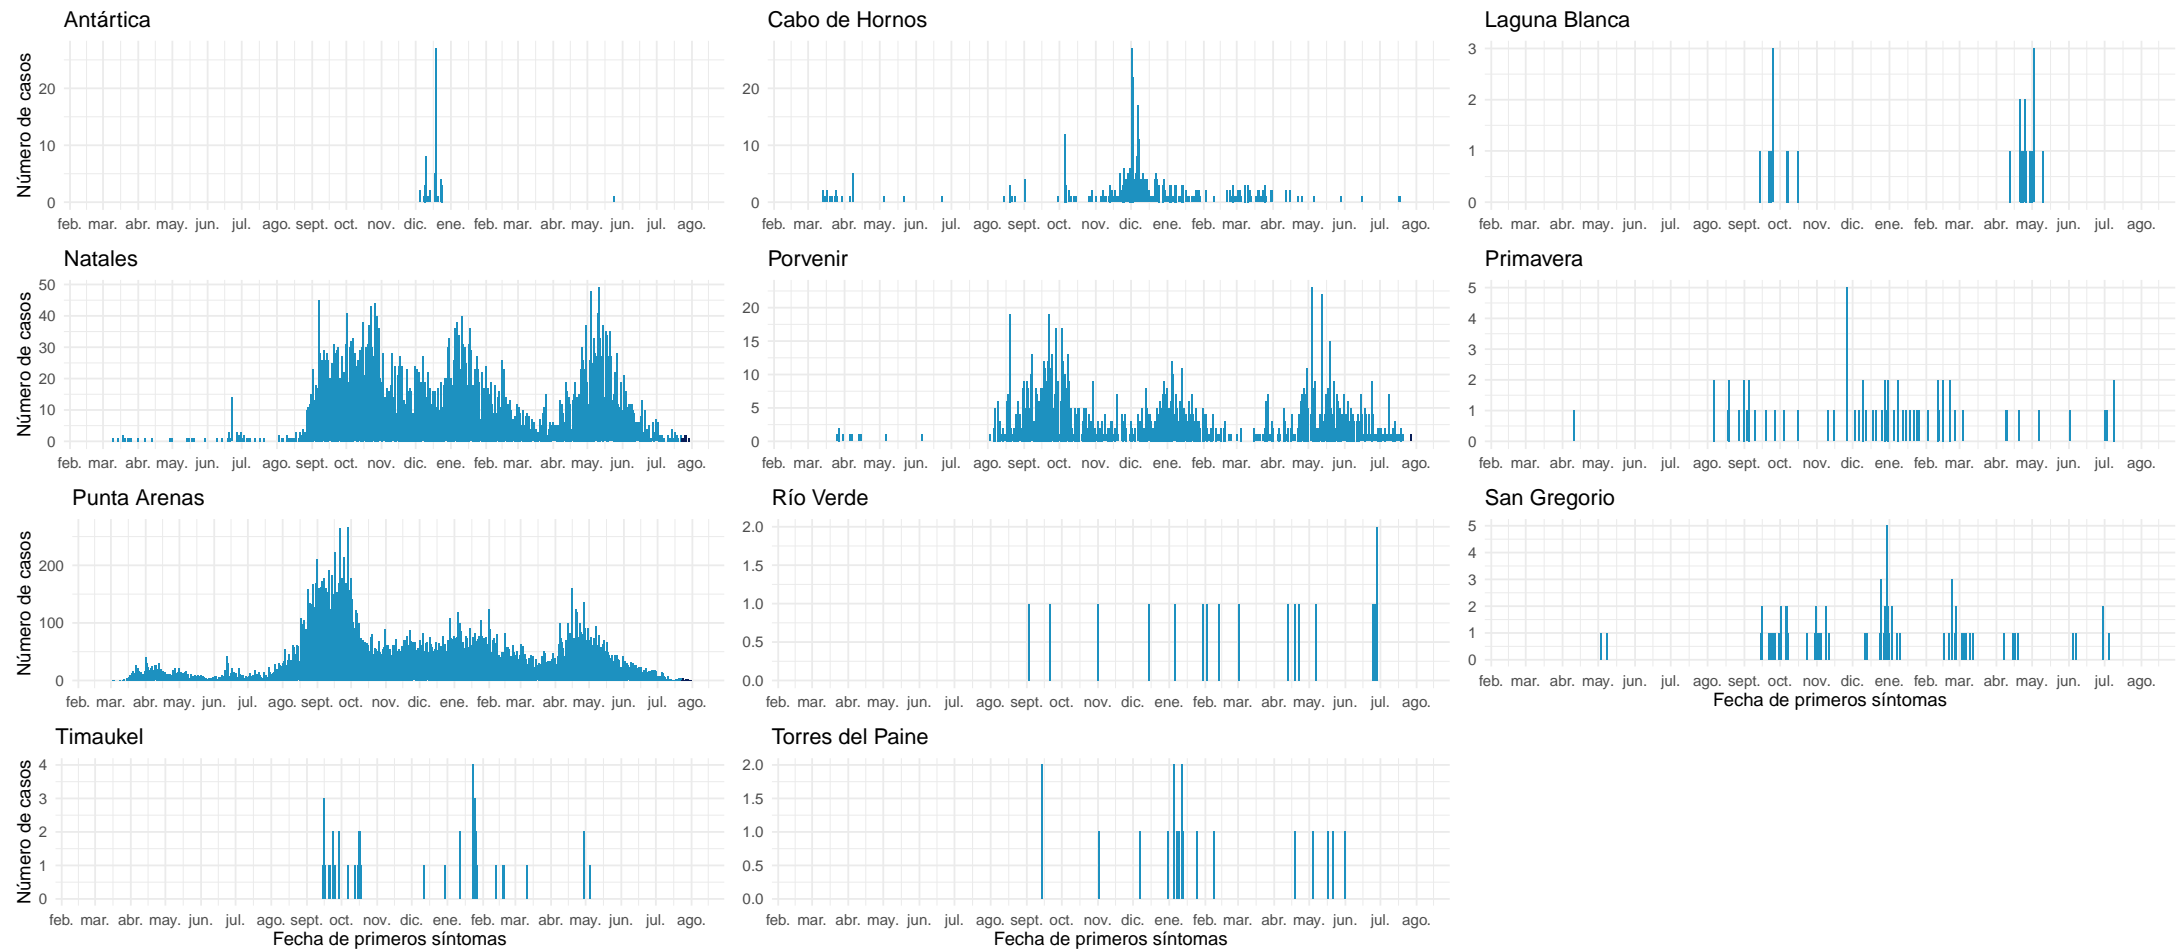 Antártica
Cabo de Hornos
Laguna Blanca
Número de casos
20
10
0
20
10
0
3
2
1
0
feb. mar. abr. may. jun. jul. ago. sept. oct. nov. dic. ene. feb. mar. abr. may. jun. jul. ago.
feb. mar. abr. may. jun. jul. ago. sept. oct. nov. dic. ene. feb. mar. abr. may. jun. jul. ago.
feb. mar. abr. may. jun. jul. ago. sept. oct. nov. dic. ene. feb. mar. abr. may. jun. jul. ago.
Natales
Porvenir
Primavera
Número de casos
50
40
30
20
10
0
20
15
10
5
0
5
4
3
2
1
0
feb. mar. abr. may. jun. jul. ago. sept. oct. nov. dic. ene. feb. mar. abr. may. jun. jul. ago.
feb. mar. abr. may. jun. jul. ago. sept. oct. nov. dic. ene. feb. mar. abr. may. jun. jul. ago.
feb. mar. abr. may. jun. jul. ago. sept. oct. nov. dic. ene. feb. mar. abr. may. jun. jul. ago.
Punta Arenas
Río Verde
San Gregorio
Número de casos
200
100
0
2.0
1.5
1.0
0.5
0.0
5
4
3
2
1
0
feb. mar. abr. may. jun. jul. ago. sept. oct. nov. dic. ene. feb. mar. abr. may. jun. jul. ago.
feb. mar. abr. may. jun. jul. ago. sept. oct. nov. dic. ene. feb. mar. abr. may. jun. jul. ago.
feb. mar. abr. may. jun. jul. ago. sept. oct. nov. dic. ene. feb. mar. abr. may. jun. jul. ago.
Fecha de primeros síntomas
Timaukel
Torres del Paine
Número de casos
4
3
2
1
0
2.0
1.5
1.0
0.5
0.0
feb. mar. abr. may. jun. jul. ago. sept. oct. nov. dic. ene. feb. mar. abr. may. jun. jul. ago.
feb. mar. abr. may. jun. jul. ago. sept. oct. nov. dic. ene. feb. mar. abr. may. jun. jul. ago.
Fecha de primeros síntomas
Fecha de primeros síntomas